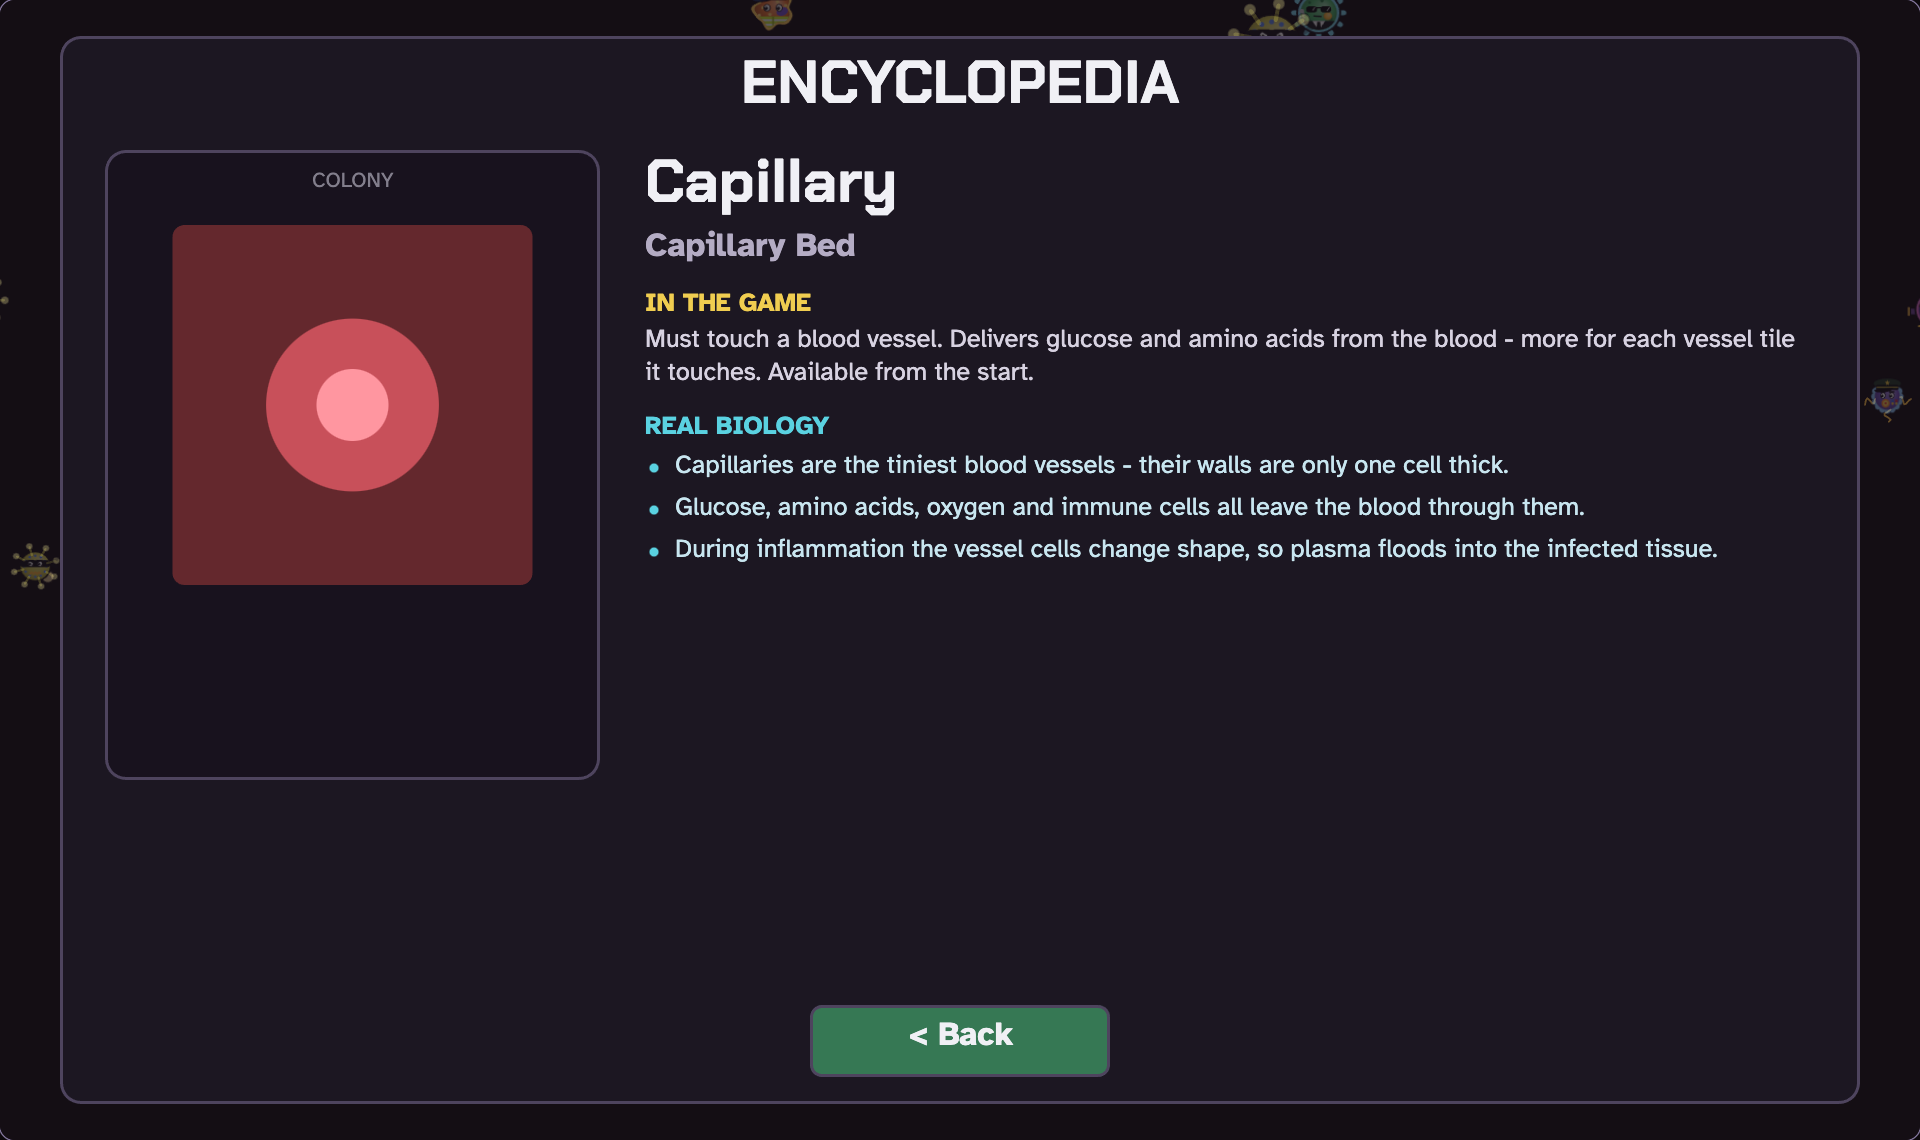 ENCYCLOPEDIA
COLONY
Capillary
Capillary Bed
IN THE GAME
Must touch a blood vessel. Delivers glucose and amino acids from the blood - more for each vessel tile
it touches. Available from the start.
REAL BIOLOGY
• Capillaries are the tiniest blood vessels - their walls are only one cell thick.
• Glucose, amino acids, oxygen and immune cells all leave the blood through them.
• During inflammation the vessel cells change shape, so plasma floods into the infected tissue.
< Back